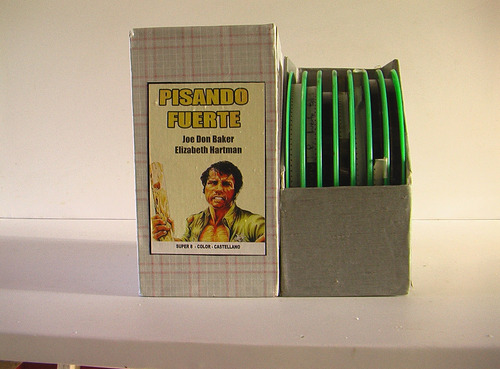 PISANDO
FUERTE
Joe Don Baker
Elizabeth Hartman
SUPER 8 - COLOR - CASTELLANO